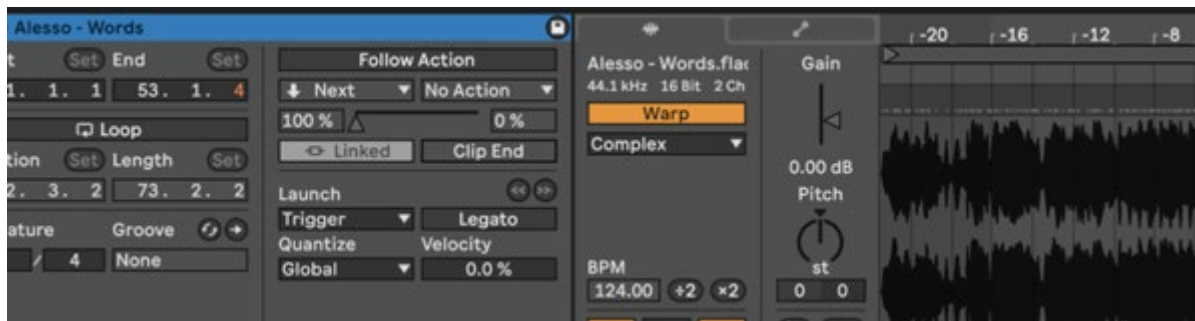 Alesso - Words
t Set End Set
1. 1. 1 53. 1. 4
Loop
tion Set Length Set
2. 3. 2 73. 2. 2
ature Groove
/ 4 None
Follow Action
Next No Action
100 % 0 %
Linked Clip End
Launch
Trigger Legato
Quantize Velocity
Global 0.0 %
Alesso - Words.flac
44.1 kHz 16 Bit 2 Ch
Warp
Complex
BPM
124.00 ÷2 ×2
Gain
0.00 dB
Pitch
st
0 0
-20 -16 -12 -8